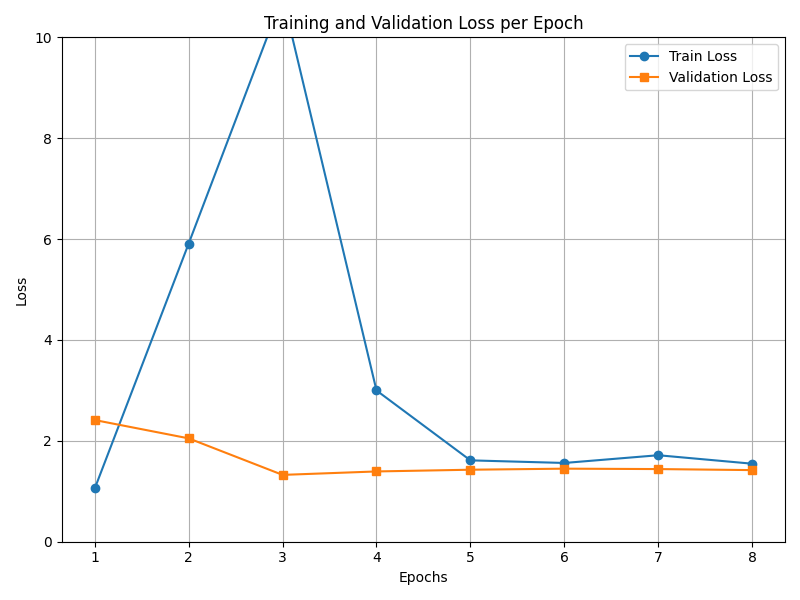 Training and Validation Loss per Epoch
Train Loss
Validation Loss
Loss
10
8
6
4
2
0
1 2 3 4 5 6 7 8
Epochs